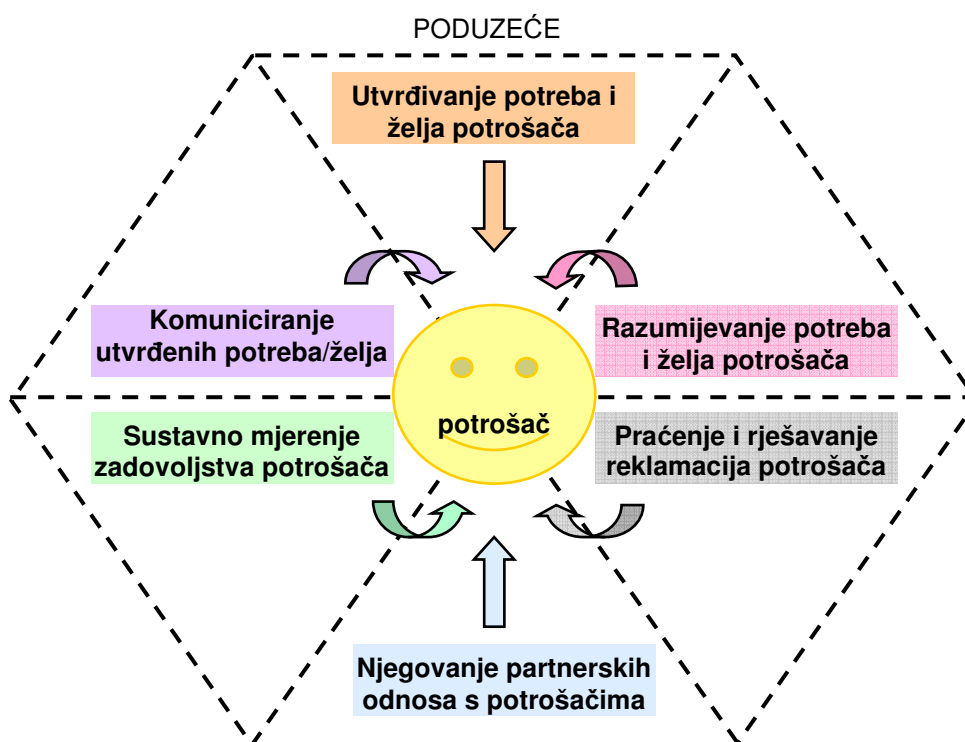 PODUZEĆE
Utvrđivanje potreba i
želja potrošača
Komuniciranje
utvrđenih potreba/želja
Razumijevanje potreba
i želja potrošača
potrošač
Sustavno mjerenje
zadovoljstva potrošača
Praćenje i rješavanje
reklamacija potrošača
Njegovanje partnerskih
odnosa s potrošačima